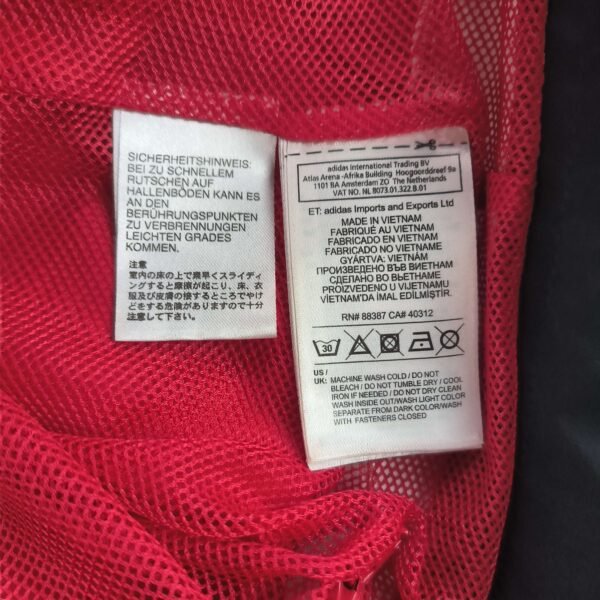 SICHERHEITSHINWEIS:
BEI ZU SCHNELLEM
RUTSCHEN AUF
HALLENBÖDEN KANN ES
AN DEN
BERÜHRUNGSPUNKTEN
ZU VERBRENNUNGEN
LEICHTEN GRADES
KOMMEN.
注意
室内の床の上で素早くスライディ
ングすると摩擦が起こり、床、衣
服及び皮膚の接するところでやけ
どをする危険がありますので十分
注意して下さい。
adidas International Trading BV
Atlas Arena -Afrika Building Hoogoorddreef 9a
1101 BA Amsterdam ZO The Netherlands
VAT NO. NL 8073.01.322.B.01
ET: adidas Imports and Exports Ltd
MADE IN VIETNAM
FABRIQUÉ AU VIETNAM
FABRICADO EN VIETNAM
FABRICADO NO VIETNAME
GYÁRTVA: VIETNÁM
ПРОИЗВЕДЕНО ВЪВ ВИЕТНАМ
СДЕЛАНО ВО ВЬЕТНАМЕ
PROIZVEDENO U VIJETNAMU
VİETNAM'DA IMAL EDİLMİŞTİR.
RN# 88387 CA# 40312
30
US /
UK: MACHINE WASH COLD / DO NOT
BLEACH / DO NOT TUMBLE DRY / COOL
IRON IF NEEDED / DO NOT DRY CLEAN
WASH INSIDE OUT/WASH LIGHT COLOR
SEPARATE FROM DARK COLOR/WASH
WITH FASTENERS CLOSED